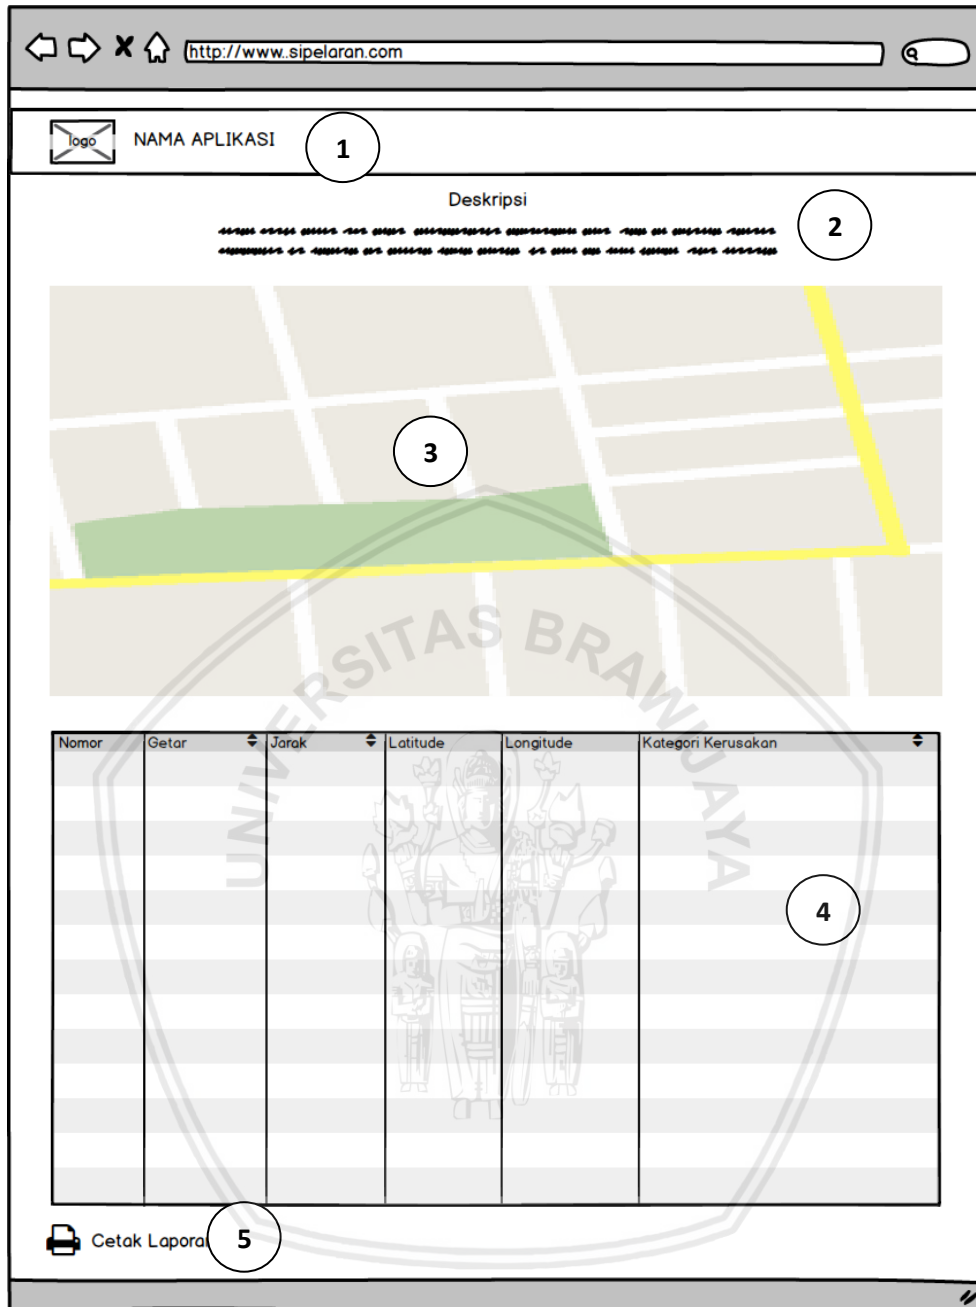 http://www..sipelaran.com
logo
NAMA APLIKASI
1
Deskripsi
2
3
UNIVERSITAS BRAWIJAYA
Nomor Getar Jarak Latitude Longitude Kategori Kerusakan
4
Cetak Lapora
5